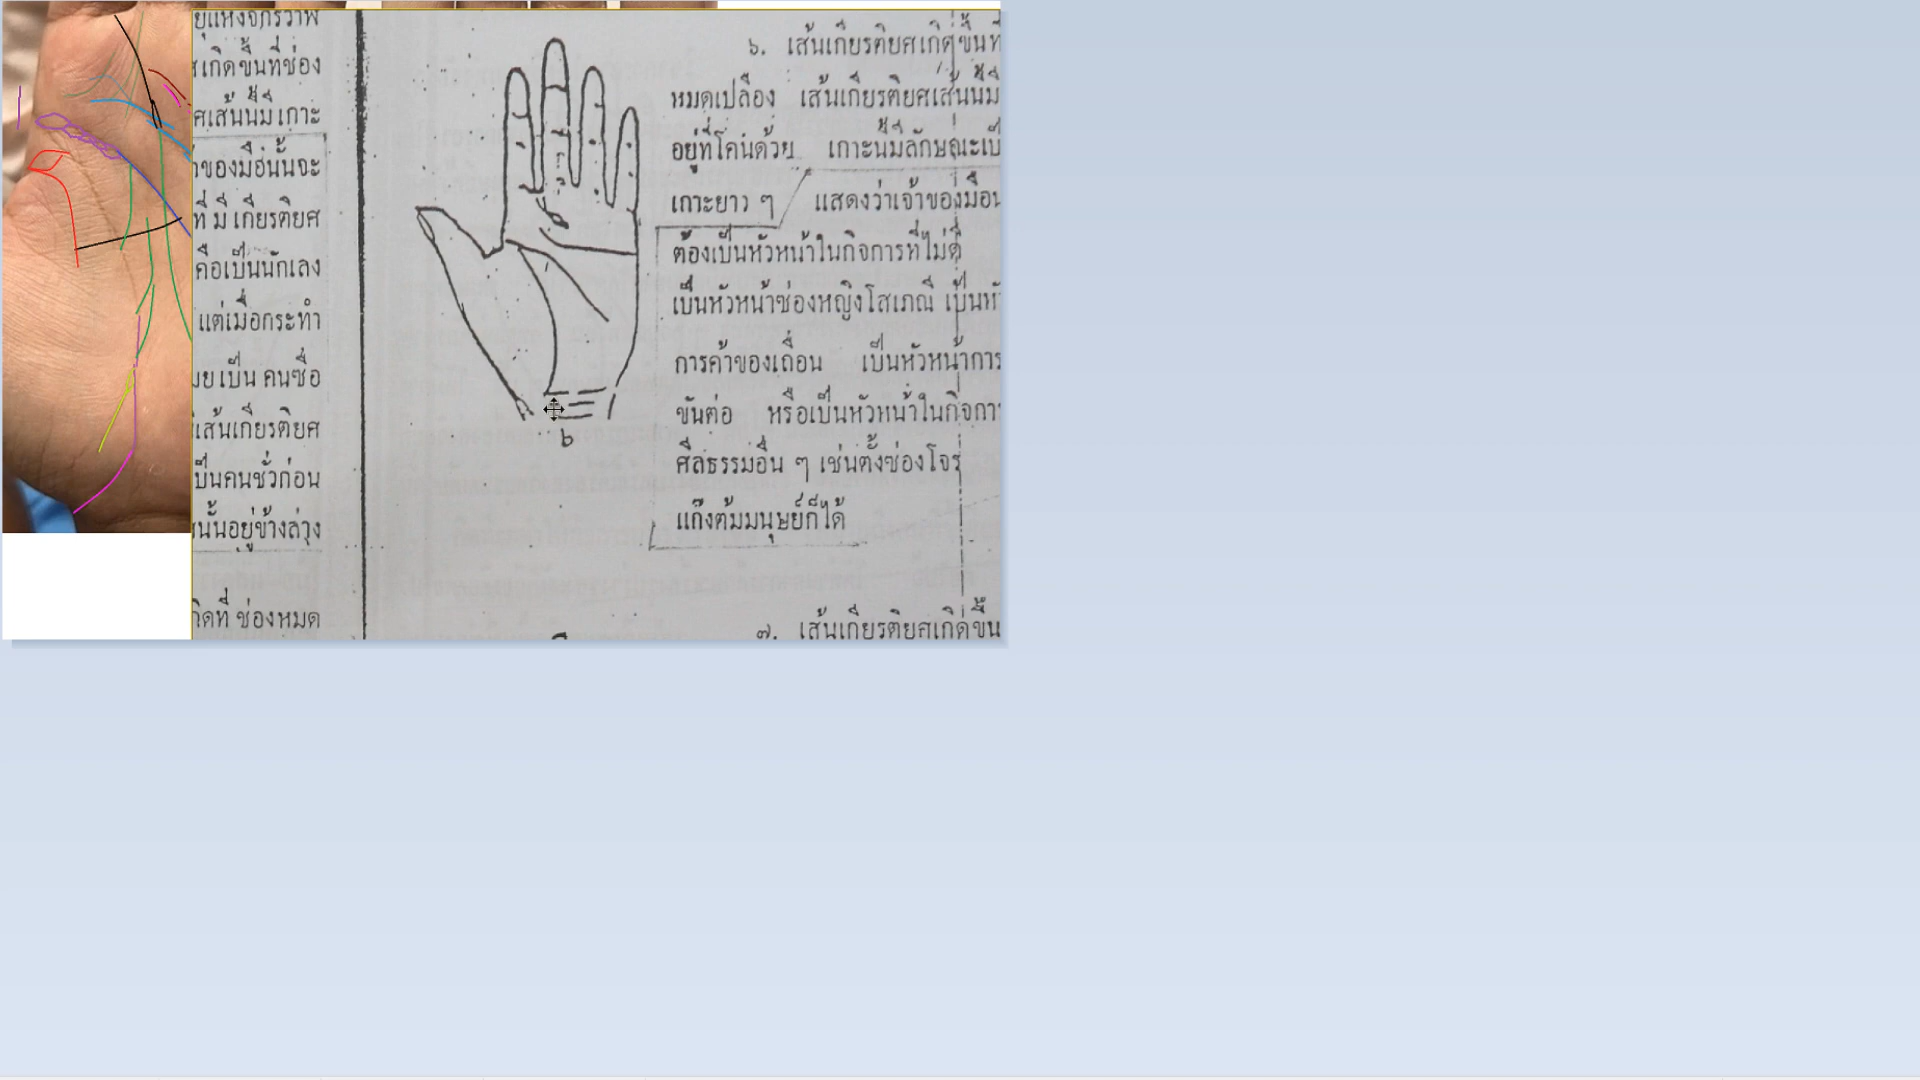 ยุแห่งจักรวาฬ
เกิดขึ้นที่ช่อง
ศเส้นนี้มี เกาะ
ของมือนั้นจะ
ที่ มี เกียรติยศ
คือเป็นนักเลง
แต่เมื่อกระทำ
เป็น คนซื่อ
เส้นเกียรติยศ
ป็นคนชั่วก่อน
นั้นอยู่ข้างล่าง
กิดที่ ช่องหมด
๖
๖. เส้นเกียรติยศเกิดขึ้นที่
หมดเปลือง เส้นเกียรติยศเส้นนี้มี
อยู่ที่โคนด้วย เกาะนี้มีลักษณะเป็
เกาะยาว ๆ แสดงว่าเจ้าของมือน
ต้องเป็นหัวหน้าในกิจการที่ไม่ดี
เป็นหัวหน้าซ่องหญิงโสเภณี เป็นหั
การค้าของเถื่อน เป็นหัวหน้าการ
ขันต่อ หรือเป็นหัวหน้าในกิจกา
ศีลธรรมอื่น ๆ เช่นตั้งซ่องโจร
แก๊งต้มมนุษย์ก็ได้
๗. เส้นเกียรติยศเกิดขึ้น